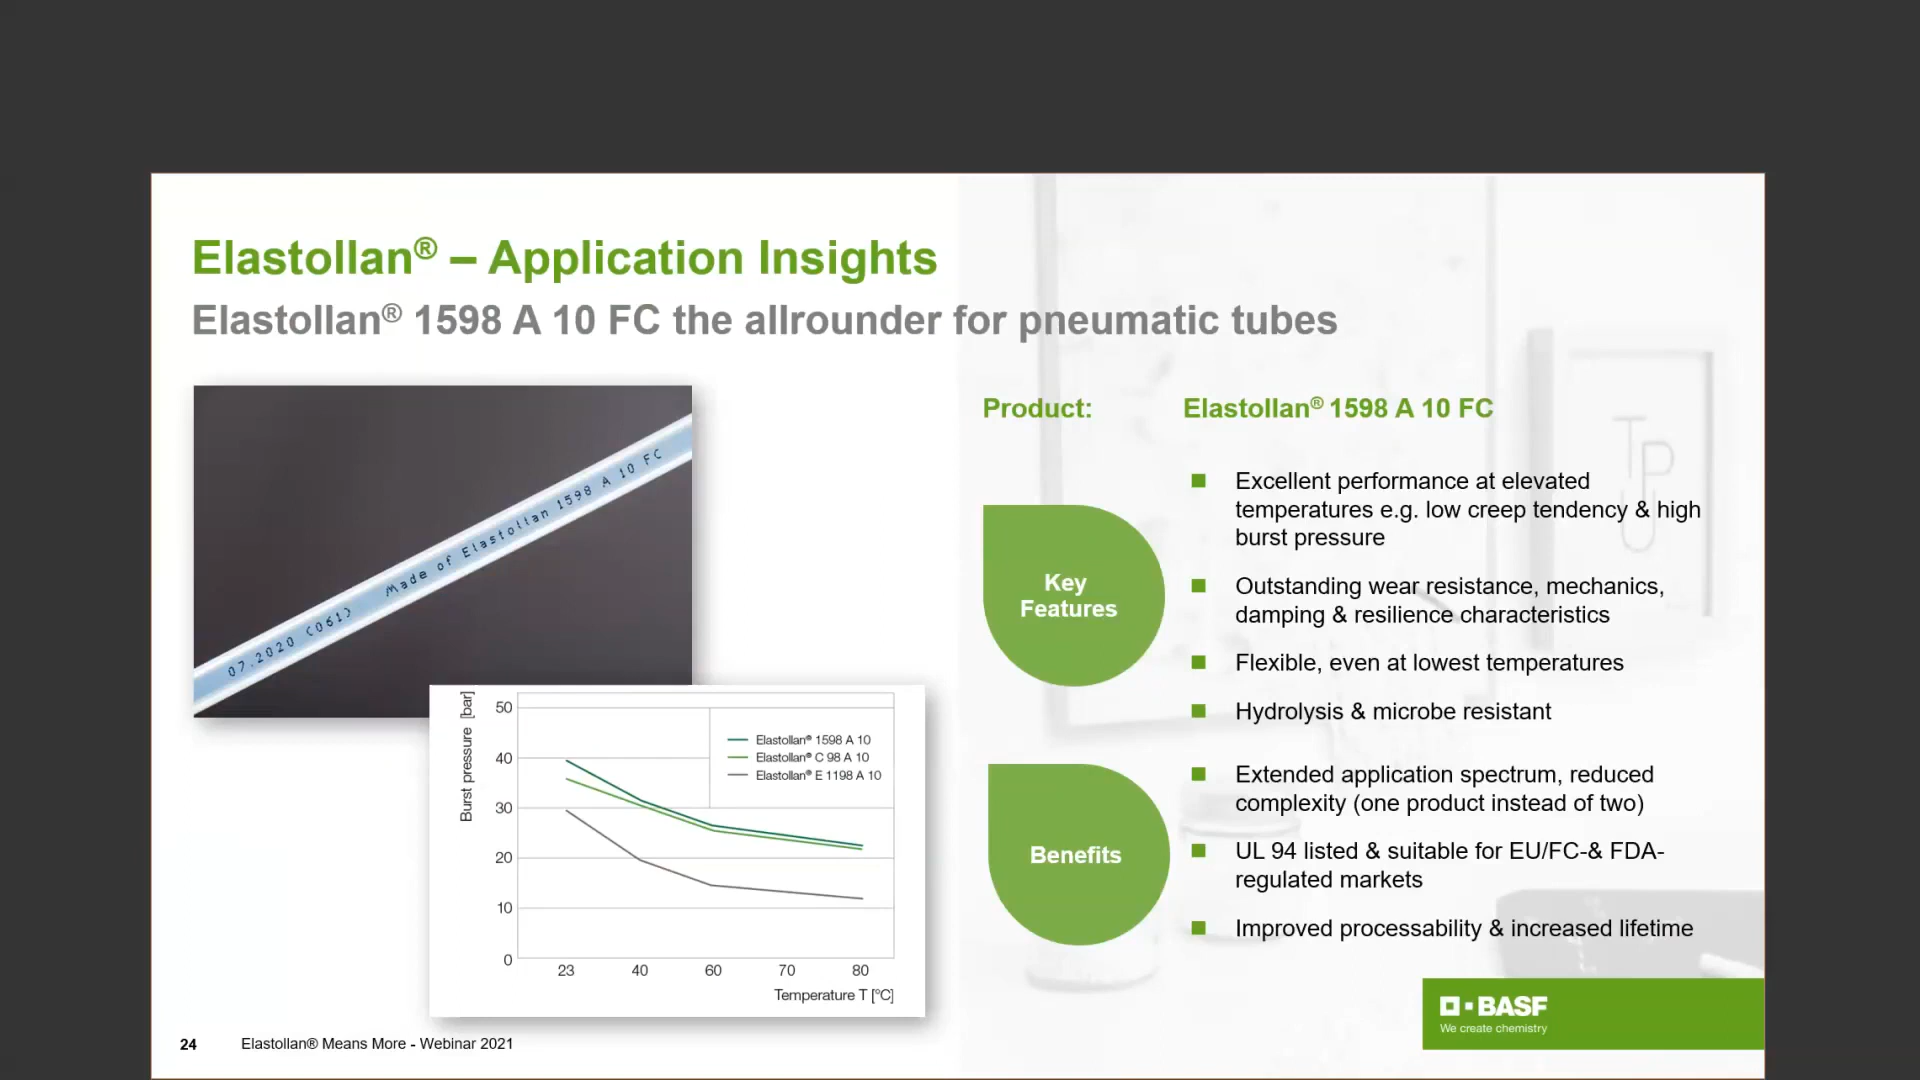 Elastollan® – Application Insights
Elastollan® 1598 A 10 FC the allrounder for pneumatic tubes
07.2020 (061) Made of Elastollan 1598 A 10 FC
Burst pressure [bar]
50
40
30
20
10
0
Elastollan® 1598 A 10
Elastollan® C 98 A 10
Elastollan® E 1198 A 10
23 40 60 70 80
Temperature T [°C]
Product: Elastollan® 1598 A 10 FC
Key
Features
Excellent performance at elevated
temperatures e.g. low creep tendency & high
burst pressure
Outstanding wear resistance, mechanics,
damping & resilience characteristics
Flexible, even at lowest temperatures
Hydrolysis & microbe resistant
Benefits
Extended application spectrum, reduced
complexity (one product instead of two)
UL 94 listed & suitable for EU/FC-& FDA-
regulated markets
Improved processability & increased lifetime
TPU
BASF
We create chemistry
24 Elastollan® Means More - Webinar 2021